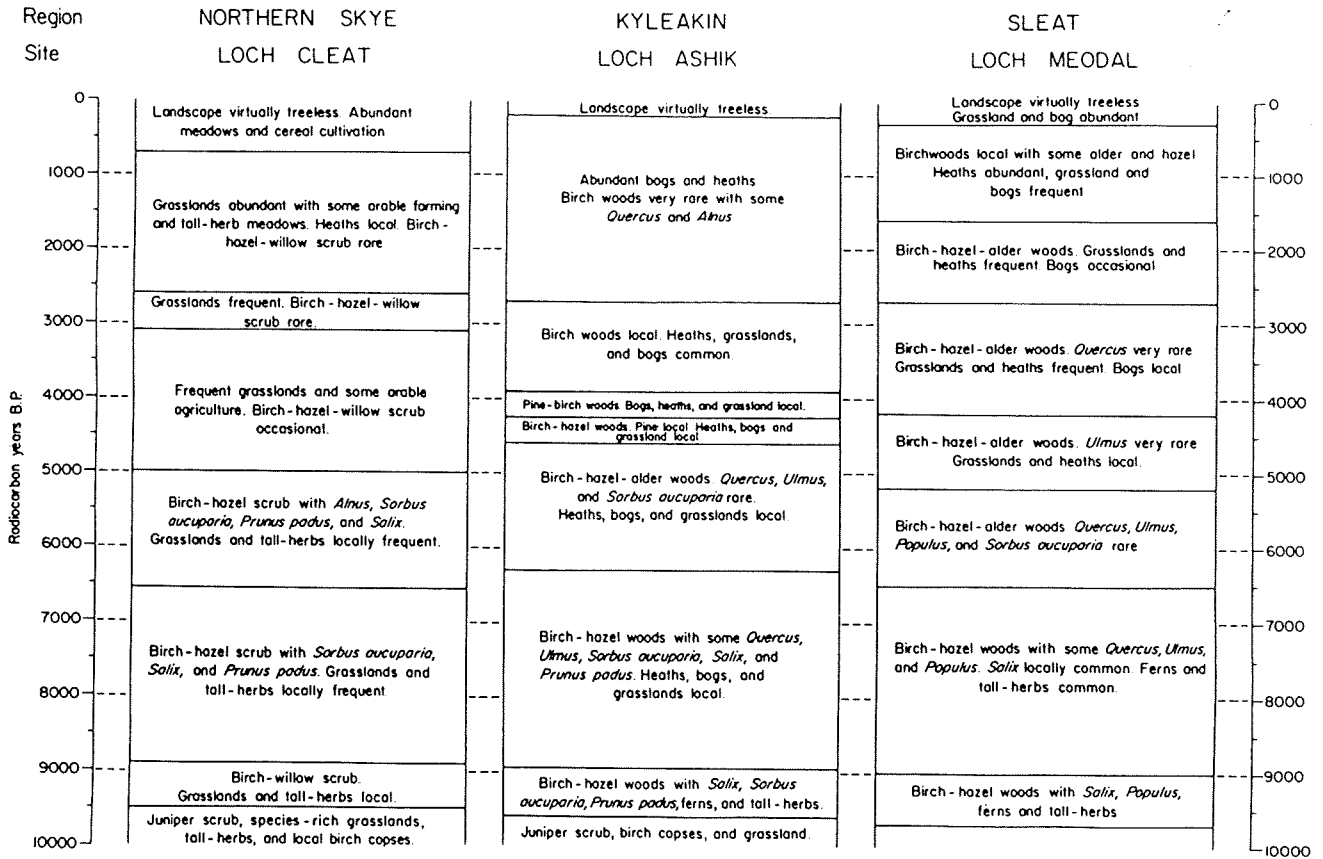 Region
NORTHERN SKYE
KYLEAKIN
SLEAT
Site
LOCH CLEAT
LOCH ASHIK
LOCH MEODAL
Radiocarbon years B.P.
0
1000
2000
3000
4000
5000
6000
7000
8000
9000
10000
Landscape virtually treeless. Abundant
meadows and cereal cultivation
Grasslands abundant with some arable farming
and tall-herb meadows. Heaths local. Birch-
hazel-willow scrub rare
Grasslands frequent. Birch-hazel-willow
scrub rare.
Frequent grasslands and some arable
agriculture. Birch-hazel-willow scrub
occasional.
Birch-hazel scrub with Alnus, Sorbus
aucuparia, Prunus padus, and Salix.
Grasslands and tall-herbs locally frequent.
Birch-hazel scrub with Sorbus aucuparia,
Salix, and Prunus padus. Grasslands and
tall-herbs locally frequent
Birch-willow scrub.
Grasslands and tall-herbs local.
Juniper scrub, species-rich grasslands,
tall-herbs, and local birch copses.
Landscape virtually treeless.
Abundant bogs and heaths
Birch woods very rare with some
Quercus and Alnus
Birch woods local. Heaths, grasslands,
and bogs common.
Pine-birch woods. Bogs, heaths, and grassland local.
Birch-hazel woods. Pine local. Heaths, bogs and
grassland local
Birch-hazel-alder woods. Quercus, Ulmus,
and Sorbus aucuparia rare.
Heaths, bogs, and grasslands local.
Birch-hazel woods with some Quercus,
Ulmus, Sorbus aucuparia, Salix, and
Prunus padus. Heaths, bogs, and
grasslands local.
Birch-hazel woods with Salix, Sorbus
aucuparia, Prunus padus, ferns, and tall-herbs.
Juniper scrub, birch copses, and grassland.
Landscape virtually treeless
Grassland and bog abundant
Birchwoods local with some alder and hazel
Heaths abundant, grassland and
bogs frequent
Birch-hazel-alder woods. Grasslands and
heaths frequent. Bogs occasional
Birch-hazel-alder woods. Quercus very rare
Grasslands and heaths frequent. Bogs local
Birch-hazel-alder woods. Ulmus very rare
Grasslands and heaths local.
Birch-hazel-alder woods Quercus, Ulmus,
Populus, and Sorbus aucuparia rare
Birch-hazel woods with some Quercus, Ulmus,
and Populus. Salix locally common. Ferns and
tall-herbs common.
Birch-hazel woods with Salix, Populus,
ferns and tall-herbs
0
1000
2000
3000
4000
5000
6000
7000
8000
9000
10000